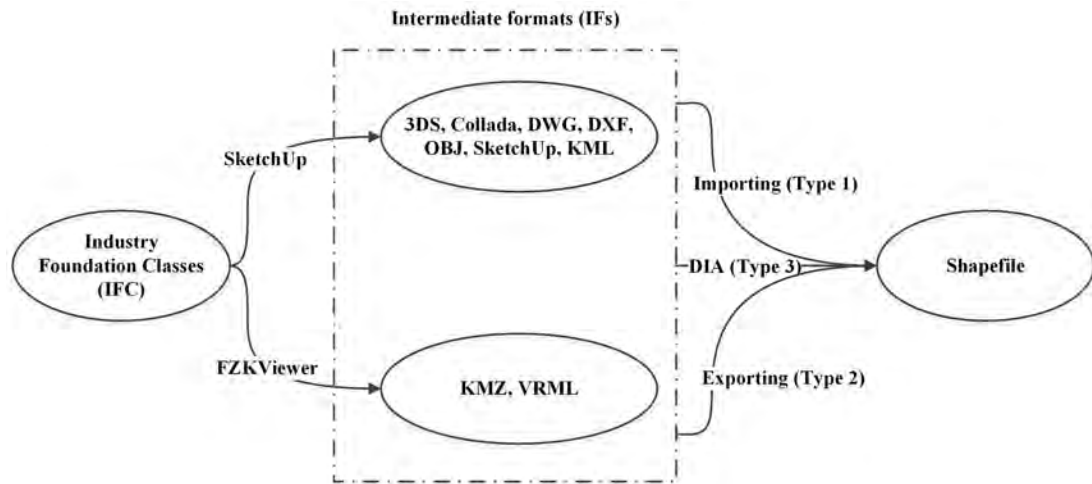 Intermediate formats (IFs)
3DS, Collada, DWG, DXF,
OBJ, SketchUp, KML
SketchUp
Importing (Type 1)
Industry
Foundation Classes
(IFC)
DIA (Type 3)
Shapefile
FZKViewer
Exporting (Type 2)
KMZ, VRML